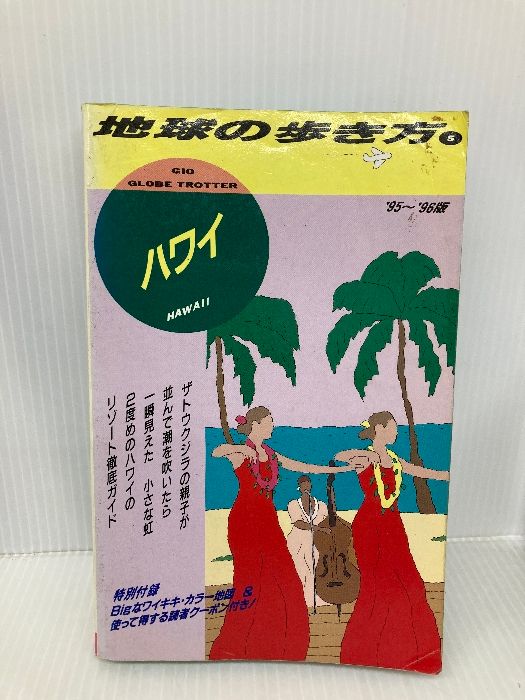 地球の歩き方 5
GIO
GLOBE TROTTER
ハワイ
HAWAII
'95～'96版
ザトウクジラの親子が
並んで潮を吹いたら
一瞬見えた 小さな虹
2度めのハワイの
リゾート徹底ガイド
特別付録
Bigなワイキキ・カラー地図 &
使って得する読者クーポン付き!